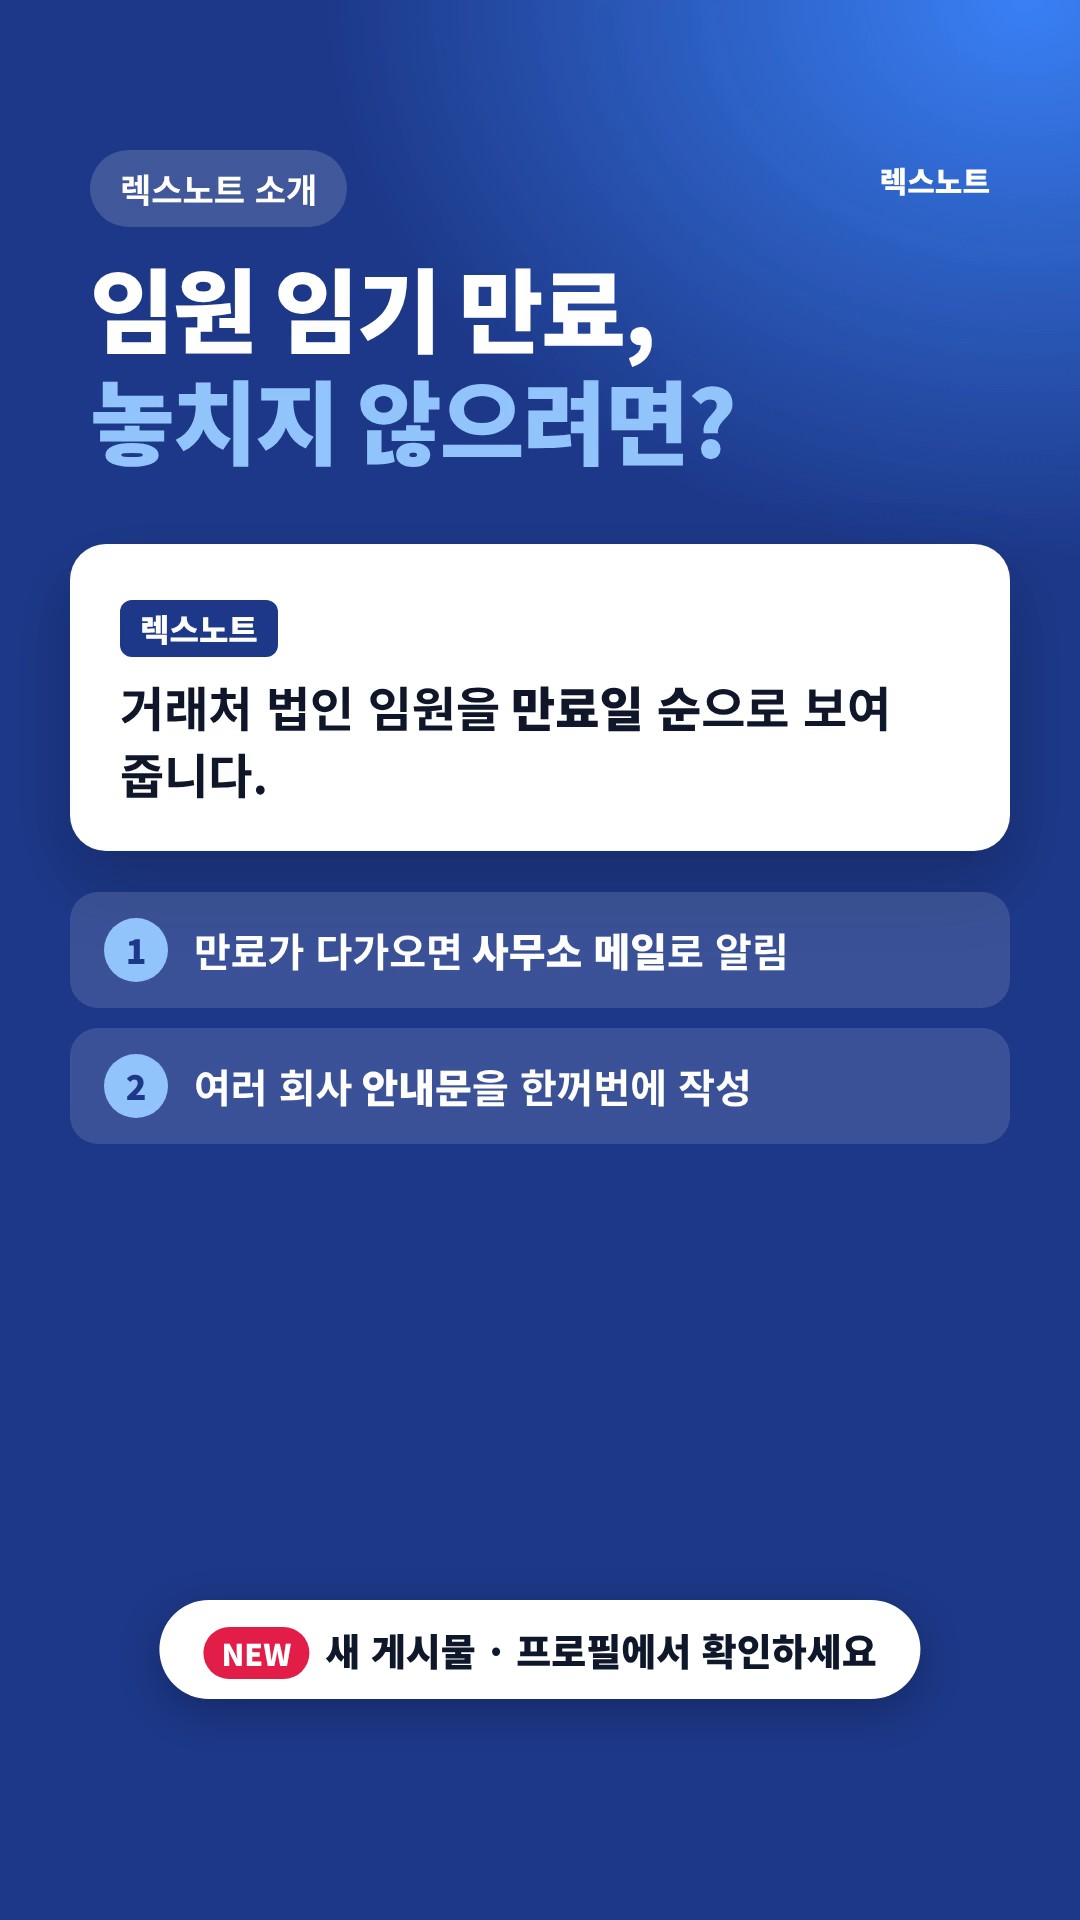 렉스노트 소개
렉스노트
임원 임기 만료,
놓치지 않으려면?
렉스노트
거래처 법인 임원을 만료일 순으로 보여
줍니다.
1 만료가 다가오면 사무소 메일로 알림
2 여러 회사 안내문을 한꺼번에 작성
NEW 새 게시물 · 프로필에서 확인하세요